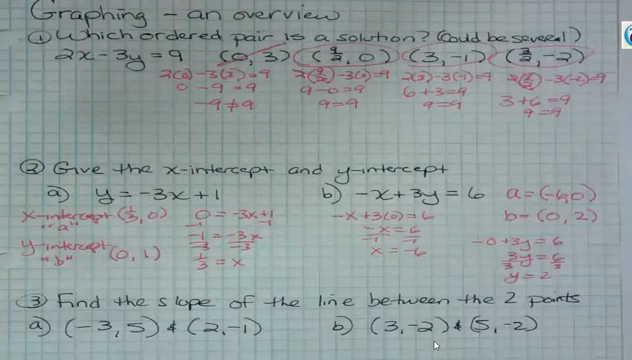 Graphing - an overview
① Which ordered pair is a solution? (Could be several)
2x - 3y = 9 (0, 3) (9/2, 0) (3, -1) (3/2, -2)
2(0) - 3(3) = 9 2(9/2) - 3(0) = 9 2(3) - 3(-1) = 9 2(3/2) - 3(-2) = 9
0 - 9 = 9 9 - 0 = 9 6 + 3 = 9 3 + 6 = 9
-9 ≠ 9 9 = 9 9 = 9 9 = 9
② Give the x-intercept and y-intercept
a) y = -3x + 1 b) -x + 3y = 6 a = (-6, 0)
x-intercept (1/3, 0) 0 = -3x + 1 -x + 3(0) = 6 b = (0, 2)
"a" -1 -1 -x = 6
-1 -1
y-intercept (0, 1) -1 = -3x x = -6 -0 + 3y = 6
"b" -3 -3 3y = 6
3 3
1/3 = x y = 2
③ Find the slope of the line between the 2 points
a) (-3, 5) & (2, -1) b) (3, -2) & (5, -2)